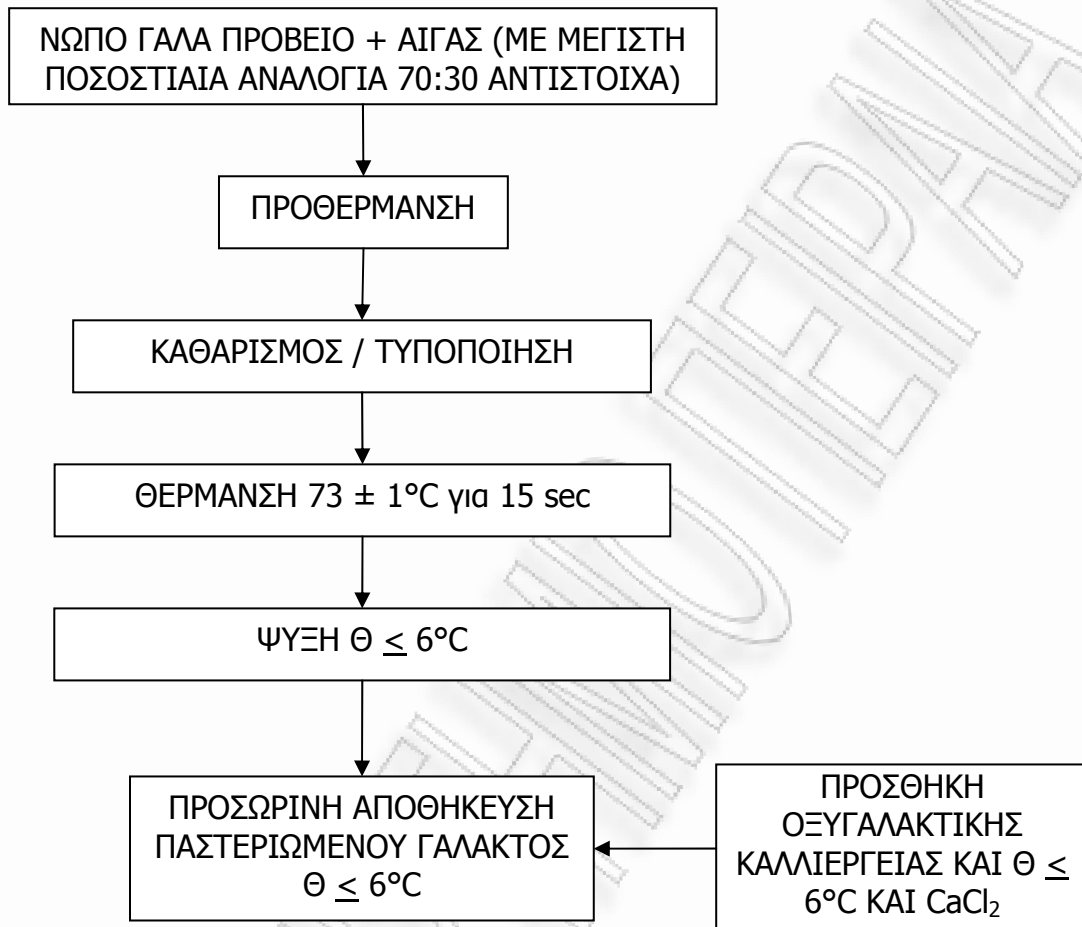 ΝΩΠΟ ΓΑΛΑ ΠΡΟΒΕΙΟ + ΑΙΓΑΣ (ΜΕ ΜΕΓΙΣΤΗ
ΠΟΣΟΣΤΙΑΙΑ ΑΝΑΛΟΓΙΑ 70:30 ΑΝΤΙΣΤΟΙΧΑ)
ΠΡΟΘΕΡΜΑΝΣΗ
ΚΑΘΑΡΙΣΜΟΣ / ΤΥΠΟΠΟΙΗΣΗ
ΘΕΡΜΑΝΣΗ 73 ± 1°C για 15 sec
ΨΥΞΗ Θ ≤ 6°C
ΠΡΟΣΩΡΙΝΗ ΑΠΟΘΗΚΕΥΣΗ
ΠΑΣΤΕΡΙΩΜΕΝΟΥ ΓΑΛΑΚΤΟΣ
Θ ≤ 6°C
ΠΡΟΣΘΗΚΗ
ΟΞΥΓΑΛΑΚΤΙΚΗΣ
ΚΑΛΛΙΕΡΓΕΙΑΣ ΚΑΙ Θ ≤
6°C ΚΑΙ CaCl₂